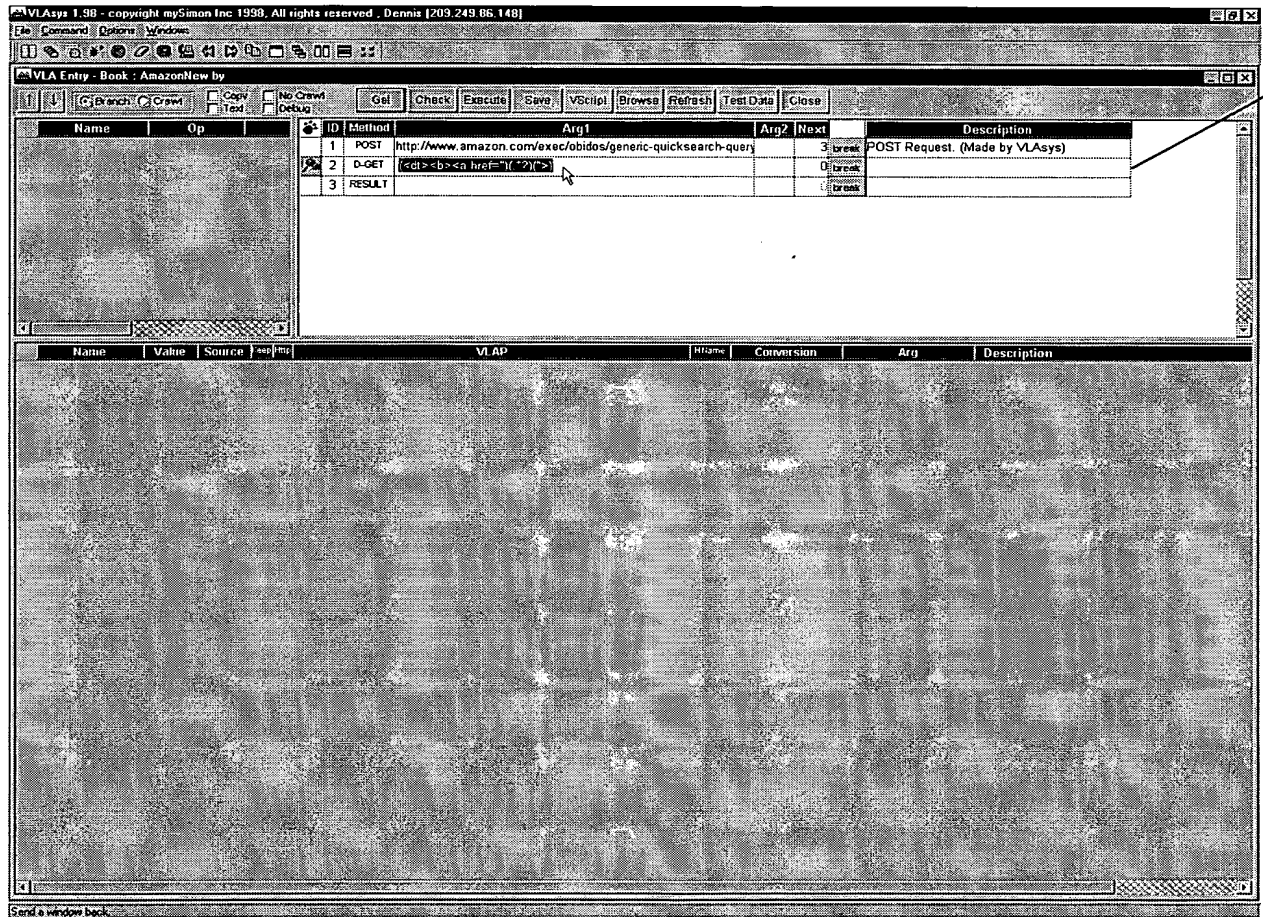 VLAsys 1.98 - copyright mySimon Inc 1998, All rights reserved , Dennis [209.249.86.148]
File Command Options Windows
VLA Entry - Book : AmazonNew by
Branch Crawl Copy Text No Crawl Debug Get Check Execute Save VScript Browse Refresh Test Data Close
Name Op
ID Method Arg1 Arg2 Next Description
1 POST http://www.amazon.com/exec/obidos/generic-quicksearch-query 3 break POST Request. (Made by VLAsys)
2 D-GET (<dt><b><a href=")(.*?)(">) 0 break
3 RESULT 0 break
Name Value Source Http VLAP HName Conversion Arg Description
Send a window back.